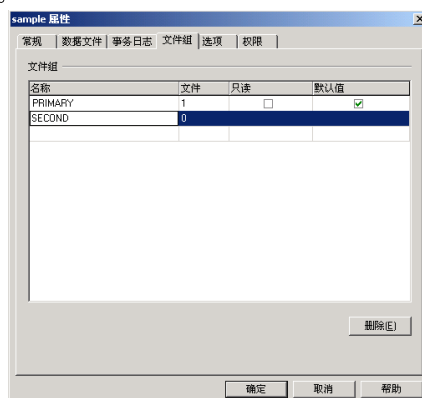 sample 属性
常规 数据文件 事务日志 文件组 选项 权限
文件组
名称 文件 只读 默认值
PRIMARY 1
SECOND 0
删除(E)
确定 取消 帮助